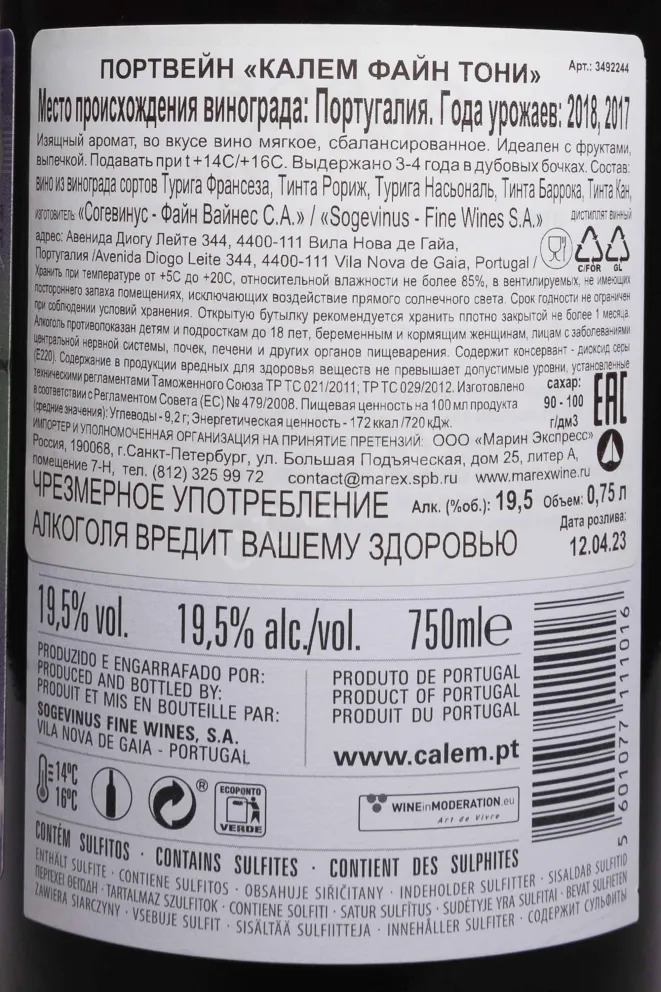 ПОРТВЕЙН «КАЛЕМ ФАЙН ТОНИ» Арт.: 3492244
Место происхождения винограда: Португалия. Года урожаев: 2018, 2017
Изящный аромат, во вкусе вино мягкое, сбалансированное. Идеален с фруктами,
выпечкой. Подавать при t +14С/+16С. Выдержано 3-4 года в дубовых бочках. Состав:
вино из винограда сортов Турига Франсеза, Тинта Рориж, Турига Насьональ, Тинта Баррока, Тинта Кан,
изготовитель «Согевинус - Файн Вайнес С.А.» / «Sogevinus - Fine Wines S.A.» дистиллят винный
адрес: Авенида Диогу Лейте 344, 4400-111 Вила Нова де Гайа,
Португалия /Avenida Diogo Leite 344, 4400-111 Vila Nova de Gaia, Portugal /
C/FOR GL
Хранить при температуре от +5С до +20С, относительной влажности не более 85%, в вентилируемых, не имеющих
постороннего запаха помещениях, исключающих воздействие прямого солнечного света. Срок годности не ограничен
при соблюдении условий хранения. Открытую бутылку рекомендуется хранить плотно закрытой не более 1 месяца.
Алкоголь противопоказан детям и подросткам до 18 лет, беременным и кормящим женщинам, лицам с заболеваниями
центральной нервной системы, почек, печени и других органов пищеварения. Содержит консервант - диоксид серы
(Е220). Содержание в продукции вредных для здоровья веществ не превышает допустимые уровни, установленные
техническими регламентами Таможенного Союза ТР ТС 021/2011; ТР ТС 029/2012. Изготовлено
в соответствии с Регламентом Совета (ЕС) № 479/2008. Пищевая ценность на 100 мл продукта
(средние значения): Углеводы - 9,2 г; Энергетическая ценность - 172 ккал /720 кДж.
сахар:
90 - 100
г/дм3
ЕАС
ИМПОРТЕР И УПОЛНОМОЧЕННАЯ ОРГАНИЗАЦИЯ НА ПРИНЯТИЕ ПРЕТЕНЗИЙ: ООО «Марин Экспресс»
Россия, 190068, г.Санкт-Петербург, ул. Большая Подъяческая, дом 25, литер А,
помещение 7-Н, тел. (812) 325 99 72 contact@marex.spb.ru www.marexwine.ru
ЧРЕЗМЕРНОЕ УПОТРЕБЛЕНИЕ
АЛКОГОЛЯ ВРЕДИТ ВАШЕМУ ЗДОРОВЬЮ
Алк. (%об.): 19,5 Объем: 0,75 л
Дата розлива:
12.04.23
19,5% vol. 19,5% alc./vol. 750ml e
PRODUZIDO E ENGARRAFADO POR:
PRODUCED AND BOTTLED BY:
PRODUIT ET MIS EN BOUTEILLE PAR:
SOGEVINUS FINE WINES, S.A.
VILA NOVA DE GAIA - PORTUGAL
PRODUTO DE PORTUGAL
PRODUCT OF PORTUGAL
PRODUIT DU PORTUGAL
www.calem.pt
14ºC
16ºC
®
ECOPONTO
VERDE
WINE in MODERATION.eu
Art de Vivre
5 601077 111016
CONTÉM SULFITOS · CONTAINS SULFITES · CONTIENT DES SULPHITES
ENTHÄLT SULFITE · CONTIENE SULFITOS · OBSAHUJE SIŘIČITANY · INDEHOLDER SULFITTER · SISALDAB SULFITID
ΠΕΡΙΕΧΕΙ ΘΕΙΩΔΗ · TARTALMAZ SZULFITOK · CONTIENE SOLFITI · SATUR SULFĪTUS · SUDĖTYJE YRA SULFITAI · BEVAT SULFIETEN
ZAWIERA SIARCZYNY · VSEBUJE SULFIT · SISÄLTÄÄ SULFIITTEJA · INNEHÅLLER SULFITER · СОДЕРЖИТ СУЛЬФИТЫ